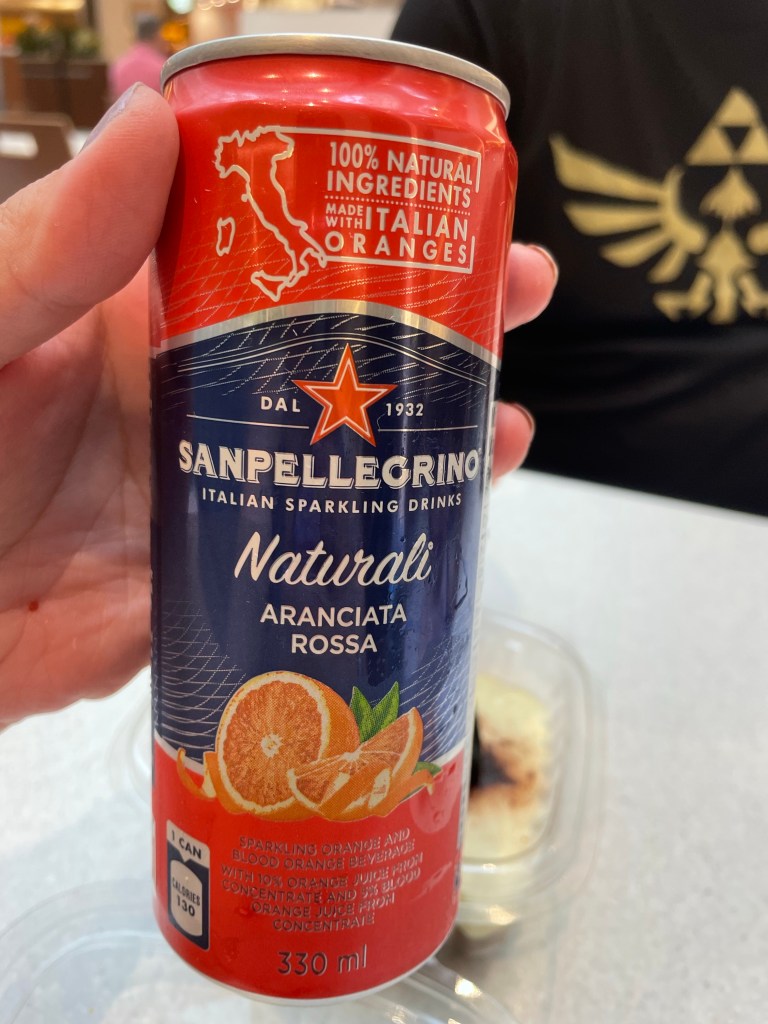 100% NATURAL
INGREDIENTS
MADE
WITH ITALIAN
ORANGES
DAL 1932
SANPELLEGRINO
ITALIAN SPARKLING DRINKS
Naturali
ARANCIATA
ROSSA
1 CAN
CALORIES
130
SPARKLING ORANGE AND
BLOOD ORANGE BEVERAGE
WITH 10% ORANGE JUICE FROM
CONCENTRATE AND 5% BLOOD
ORANGE JUICE FROM
CONCENTRATE
330 ml